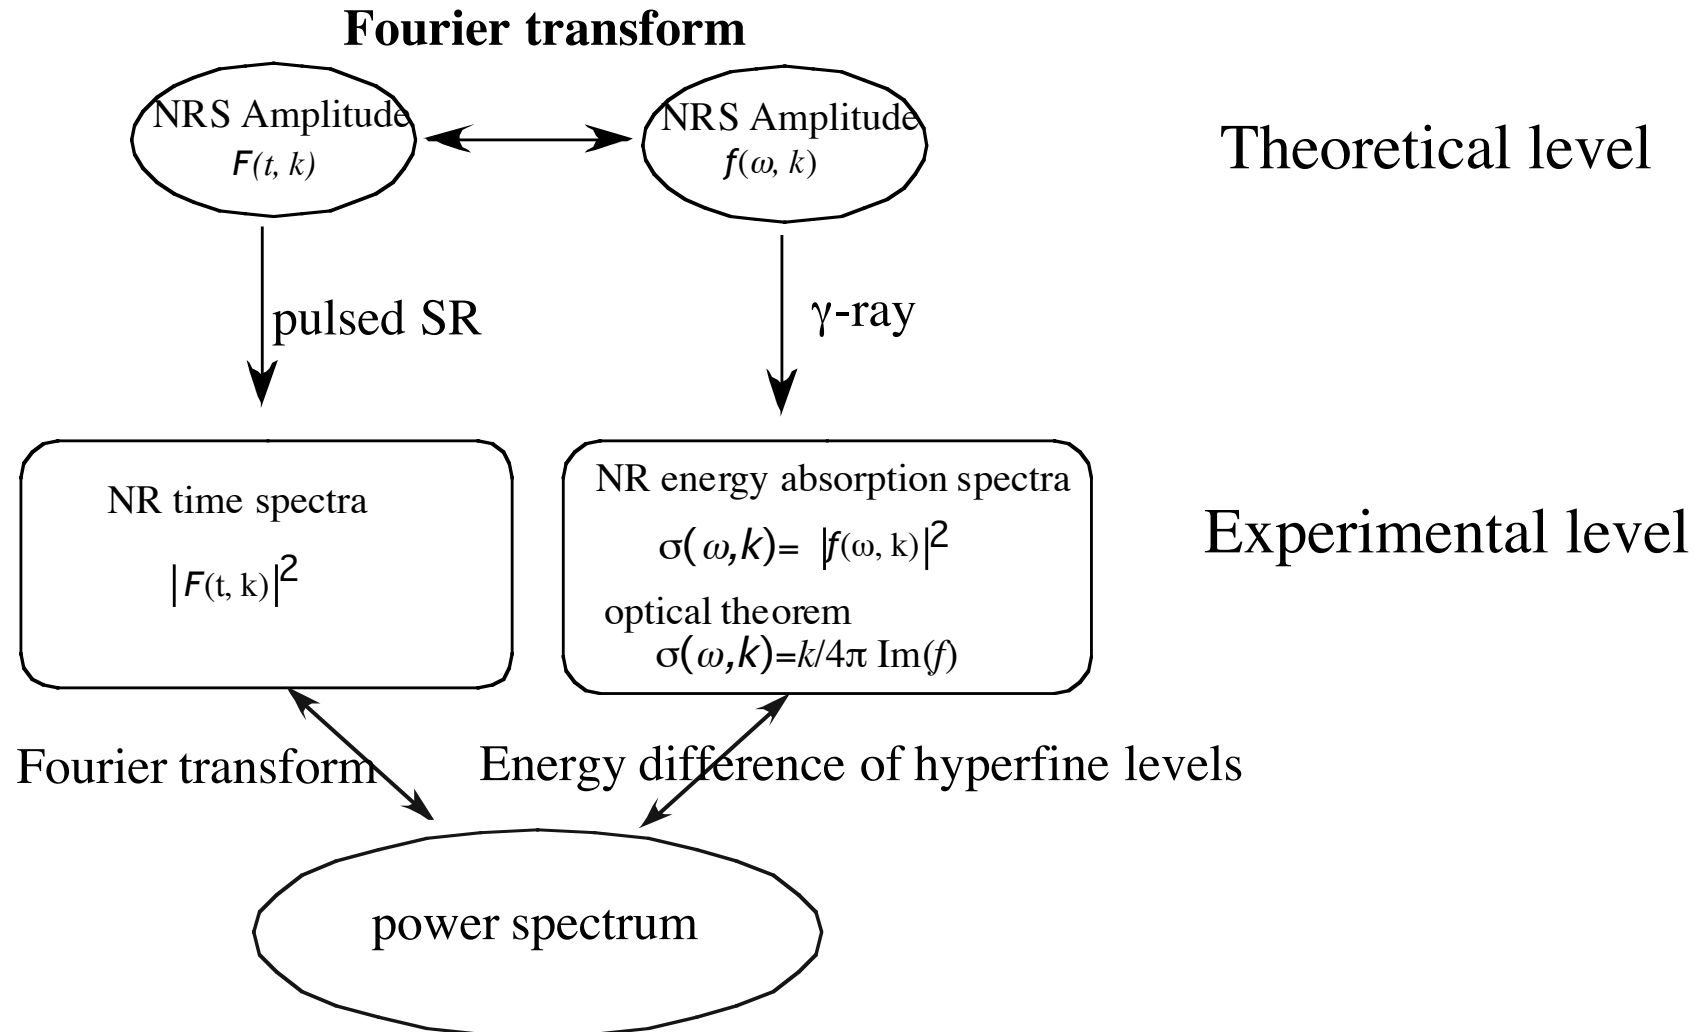 Fourier transform
NRS Amplitude
F(t, k)
NRS Amplitude
f(ω, k)
Theoretical level
pulsed SR
γ-ray
NR time spectra
|F(t, k)|²
NR energy absorption spectra
σ(ω,k)= |f(ω, k)|²
optical theorem
σ(ω,k)=k/4π Im(f)
Experimental level
Fourier transform
Energy difference of hyperfine levels
power spectrum